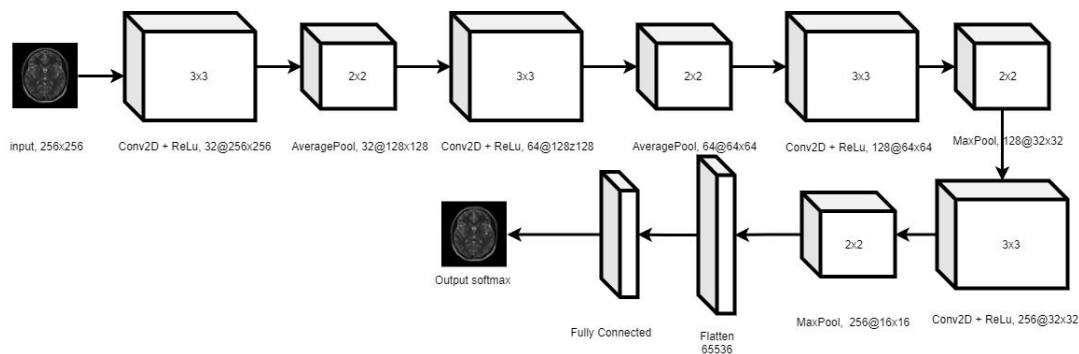 3x3
2x2
3x3
2x2
3x3
2x2
input, 256x256
Conv2D + ReLu, 32@256x256
AveragePool, 32@128x128
Conv2D + ReLu, 64@128z128
AveragePool, 64@64x64
Conv2D + ReLu, 128@64x64
MaxPool, 128@32x32
2x2
3x3
Output softmax
Fully Connected
Flatten
65536
MaxPool, 256@16x16
Conv2D + ReLu, 256@32x32